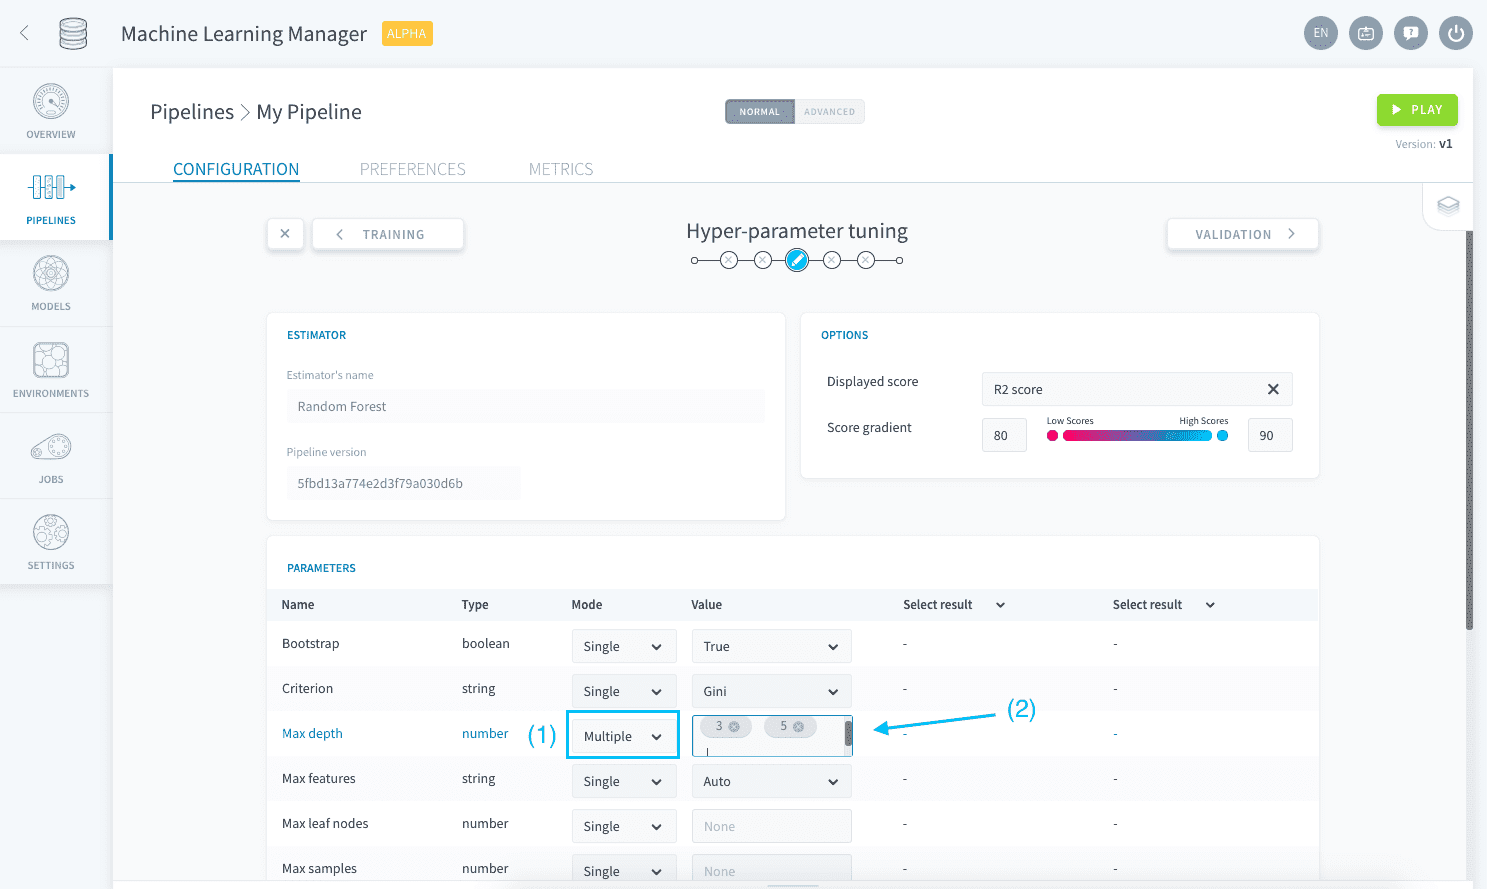 Machine Learning Manager ALPHA EN
OVERVIEW
PIPELINES
MODELS
ENVIRONMENTS
JOBS
SETTINGS
Pipelines > My Pipeline
NORMAL ADVANCED
PLAY
Version: v1
CONFIGURATION PREFERENCES METRICS
TRAINING
Hyper-parameter tuning
VALIDATION
ESTIMATOR
Estimator's name
Random Forest
Pipeline version
5fbd13a774e2d3f79a030d6b
OPTIONS
Displayed score R2 score
Score gradient 80 Low Scores High Scores 90
PARAMETERS
Name Type Mode Value Select result Select result
Bootstrap boolean Single True - -
Criterion string Single Gini - -
Max depth number (1) Multiple 3 5 (2) - -
Max features string Single Auto - -
Max leaf nodes number Single None - -
Max samples number Single None - -